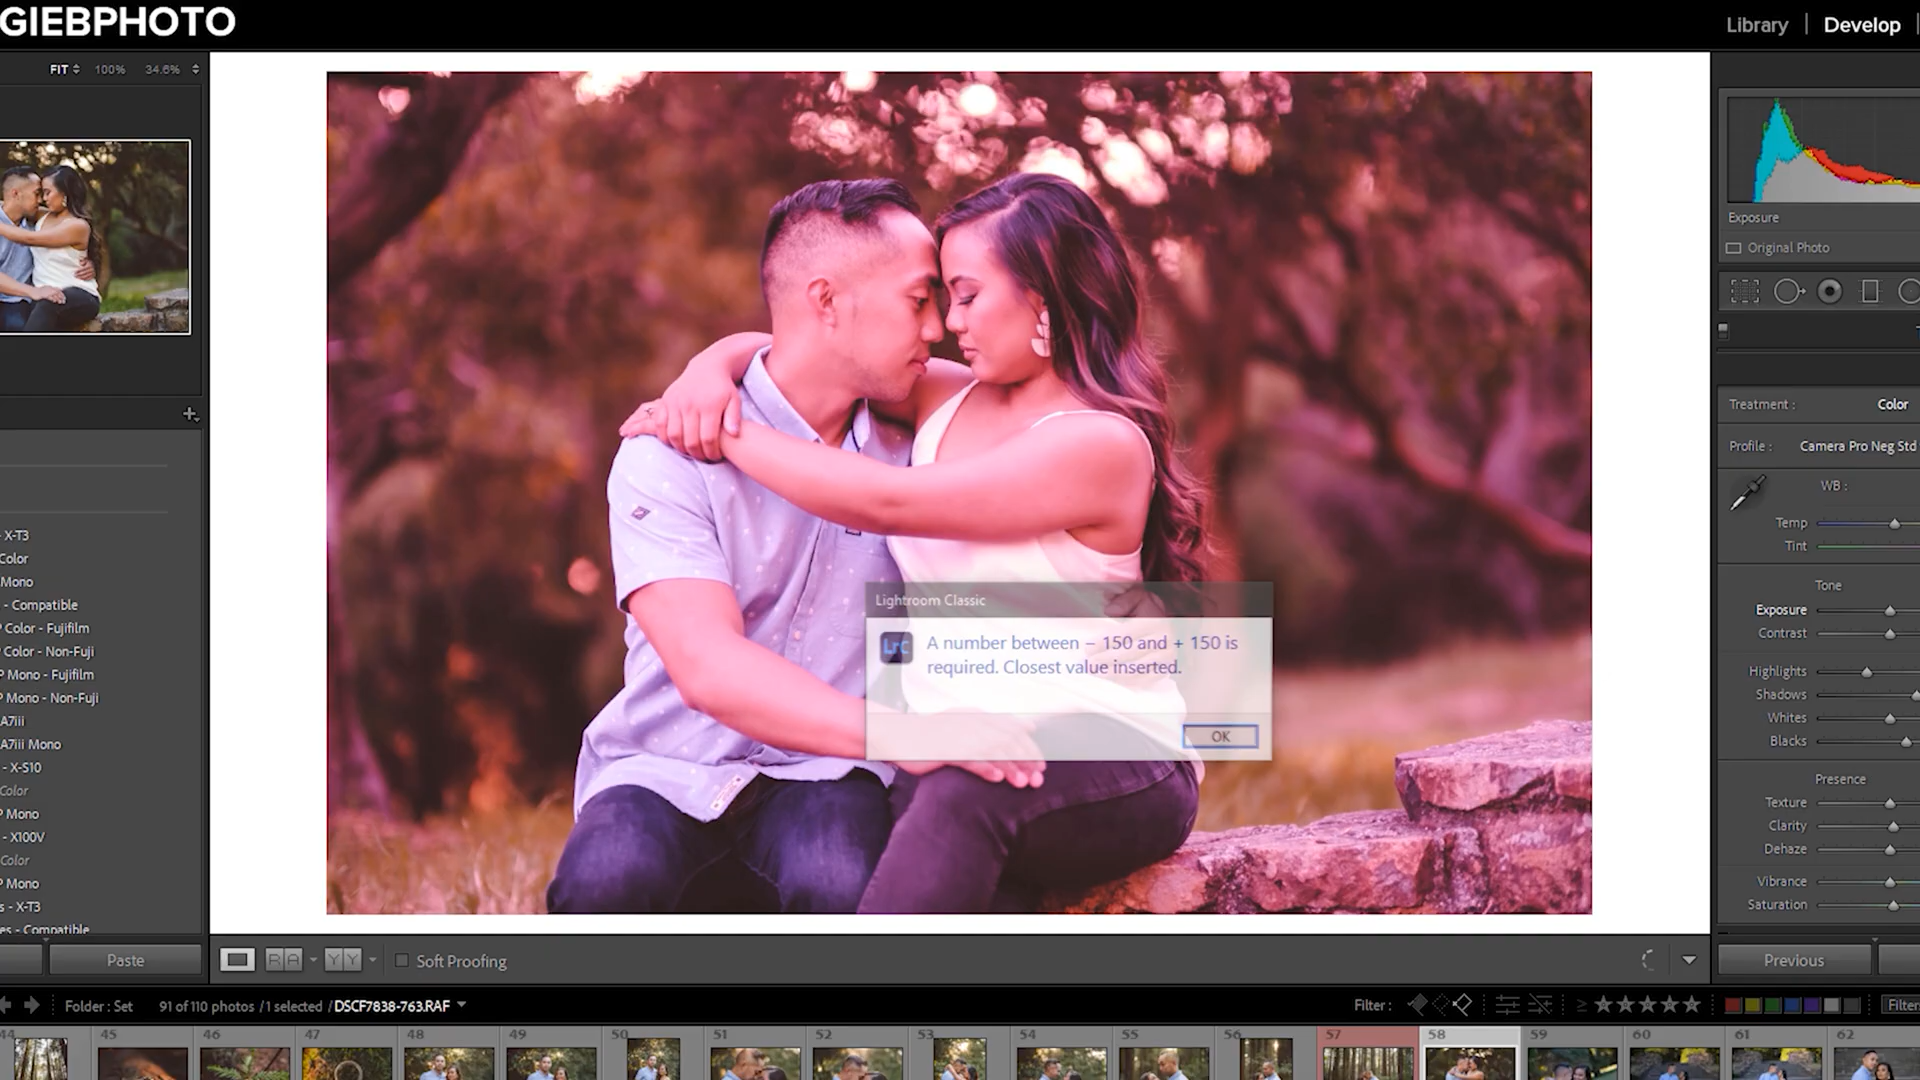 GIEBPHOTO
Library | Develop
FIT 100% 34.6%
Exposure
Original Photo
Treatment : Color
Profile : Camera Pro Neg Std
WB :
Temp
Tint
Tone
Exposure
Contrast
Highlights
Shadows
Whites
Blacks
Presence
Texture
Clarity
Dehaze
Vibrance
Saturation
- X-T3
Color
Mono
- Compatible
P Color - Fujifilm
P Color - Non-Fuji
P Mono - Fujifilm
P Mono - Non-Fuji
A7iii
A7iii Mono
- X-S10
Color
P Mono
- X100V
Color
P Mono
s - X-T3
es - Compatible
Lightroom Classic
LrC
A number between – 150 and + 150 is
required. Closest value inserted.
OK
Paste
R A
Y Y
Soft Proofing
Previous
Folder : Set
91 of 110 photos / 1 selected / DSCF7838-763.RAF
Filter :
≥
Filter
44 45 46 47 48 49 50 51 52 53 54 55 56 57 58 59 60 61 62